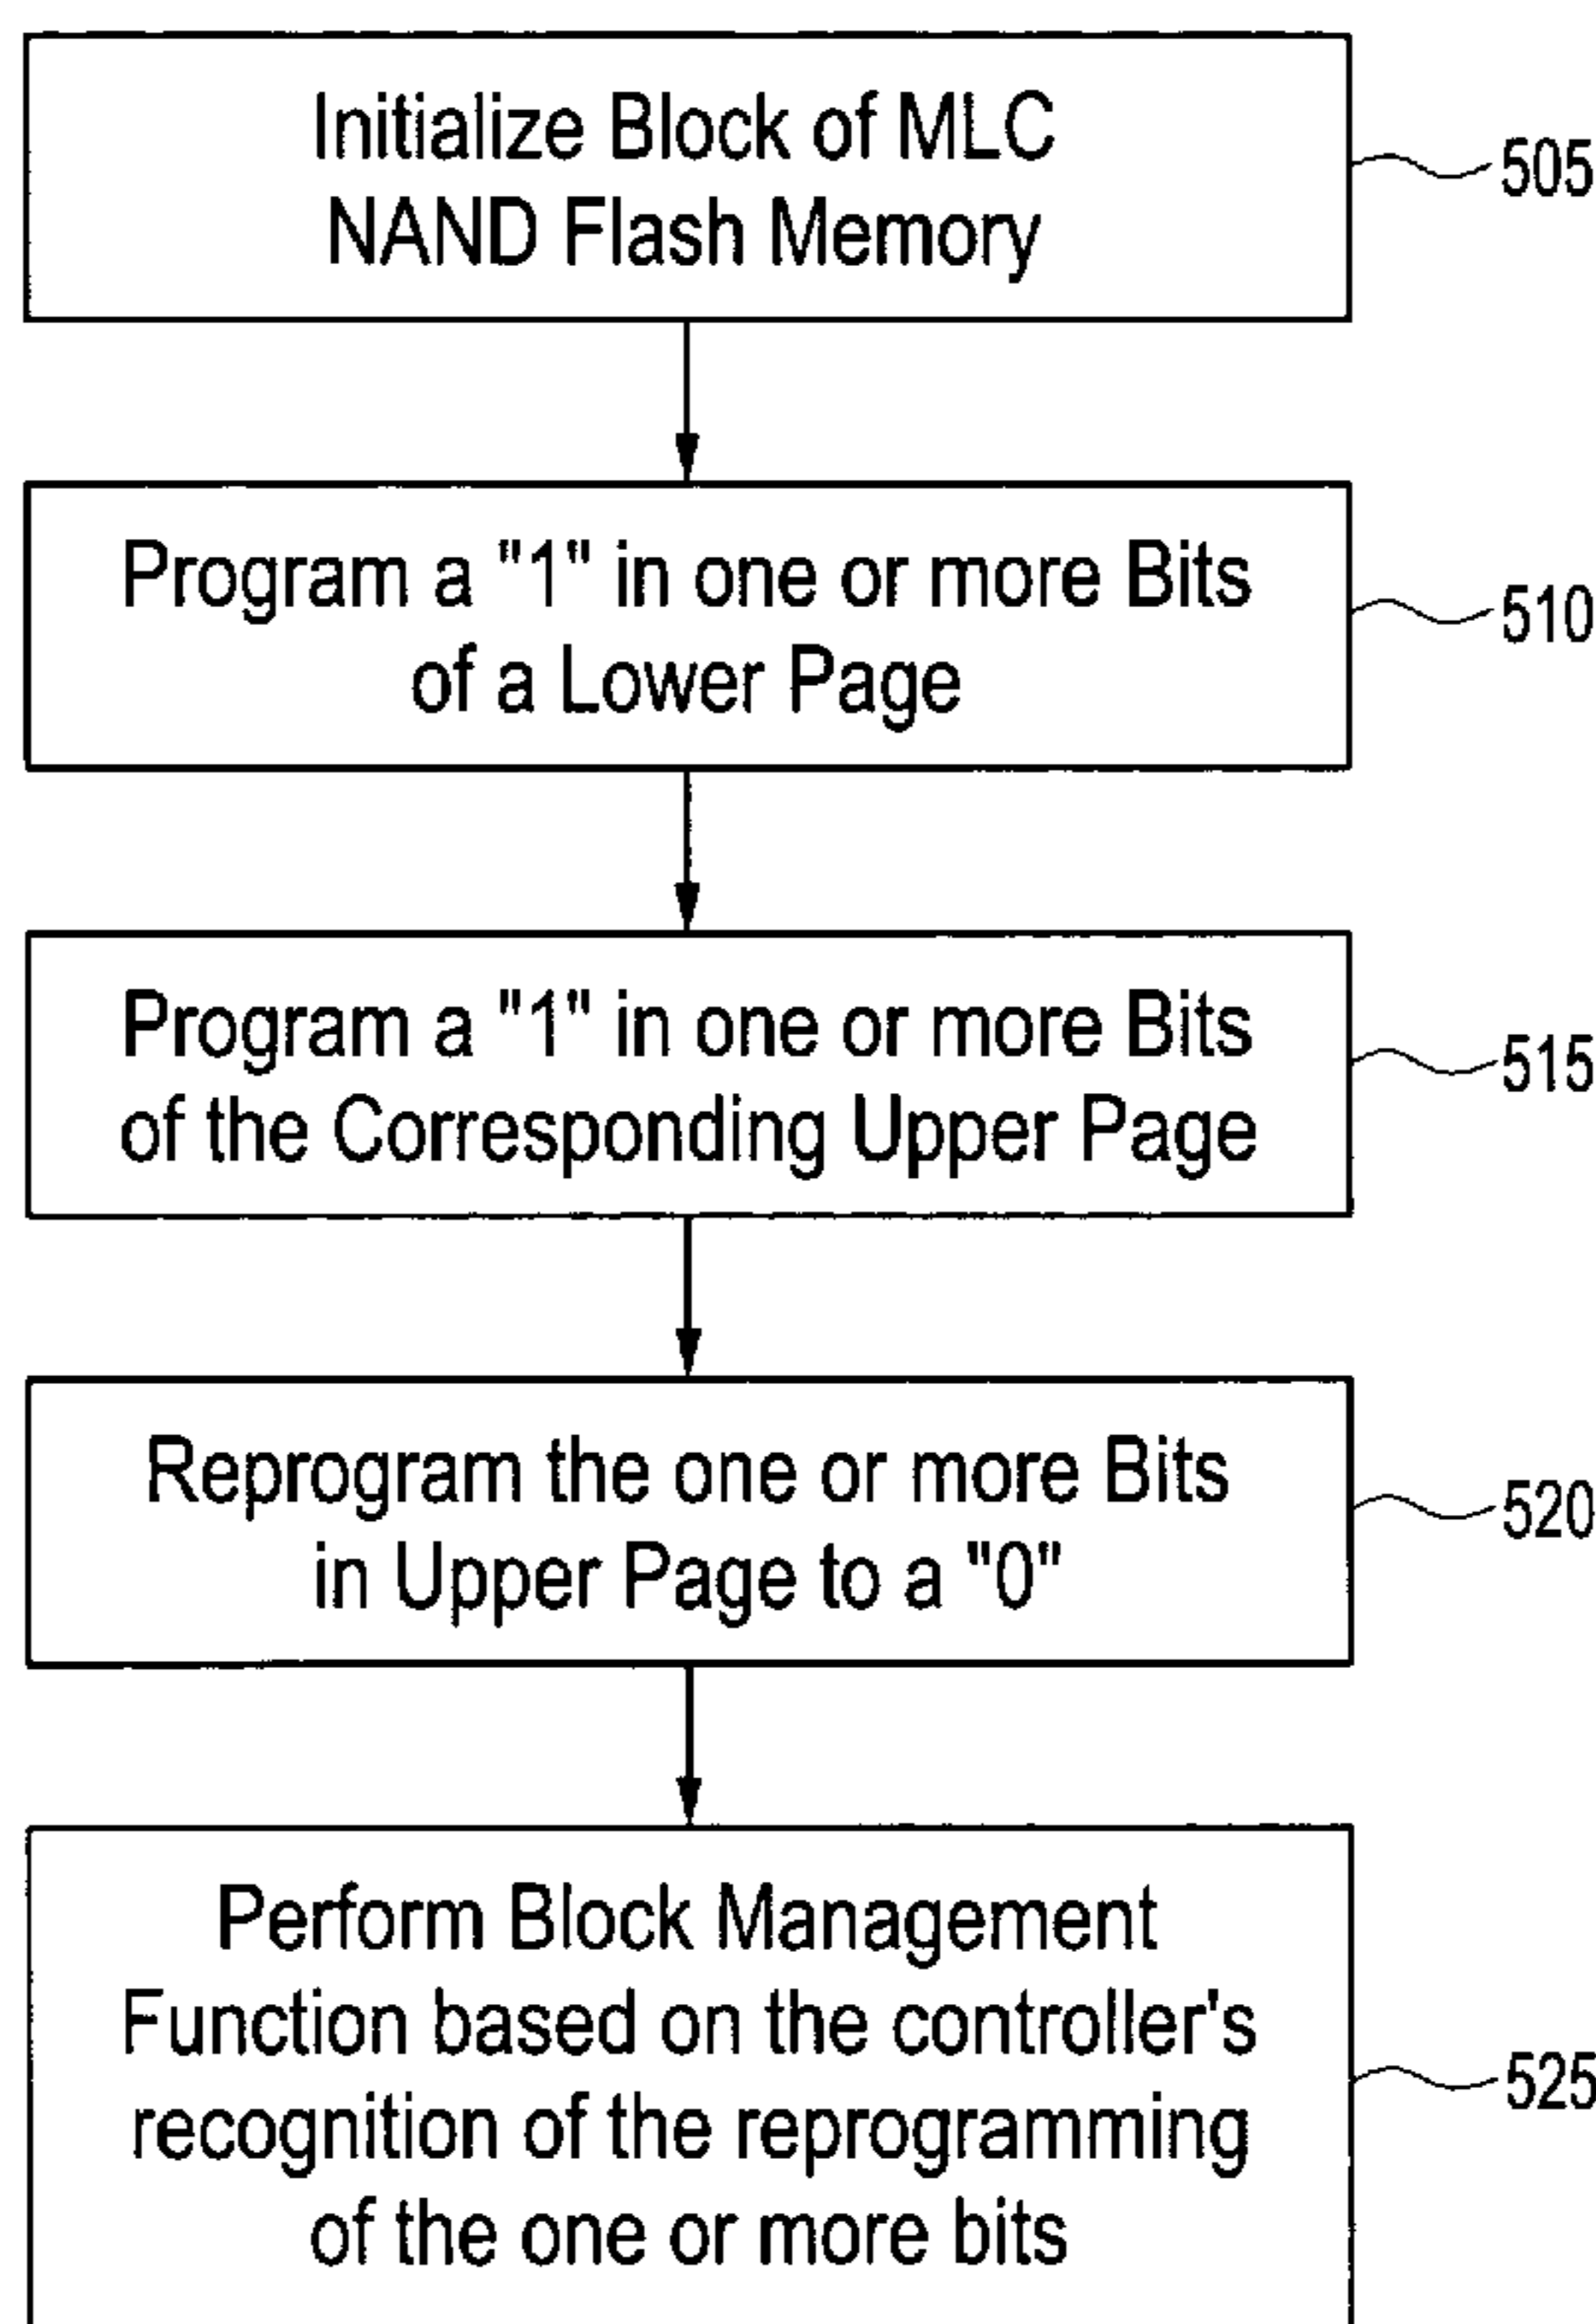 Initialize Block of MLC
NAND Flash Memory
505
Program a "1" in one or more Bits
of a Lower Page
510
Program a "1" in one or more Bits
of the Corresponding Upper Page
515
Reprogram the one or more Bits
in Upper Page to a "0"
520
Perform Block Management
Function based on the controller's
recognition of the reprogramming
of the one or more bits
525